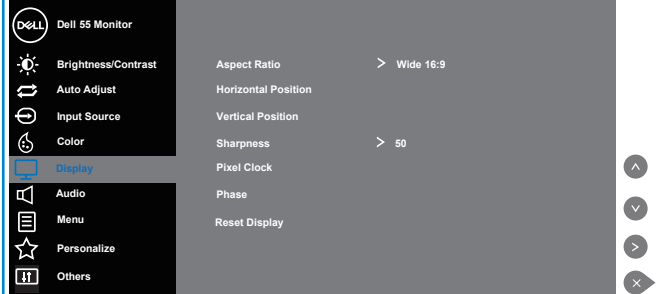 DELL
Dell 55 Monitor
Brightness/Contrast
Auto Adjust
Input Source
Color
Display
Audio
Menu
Personalize
Others
Aspect Ratio > Wide 16:9
Horizontal Position
Vertical Position
Sharpness > 50
Pixel Clock
Phase
Reset Display